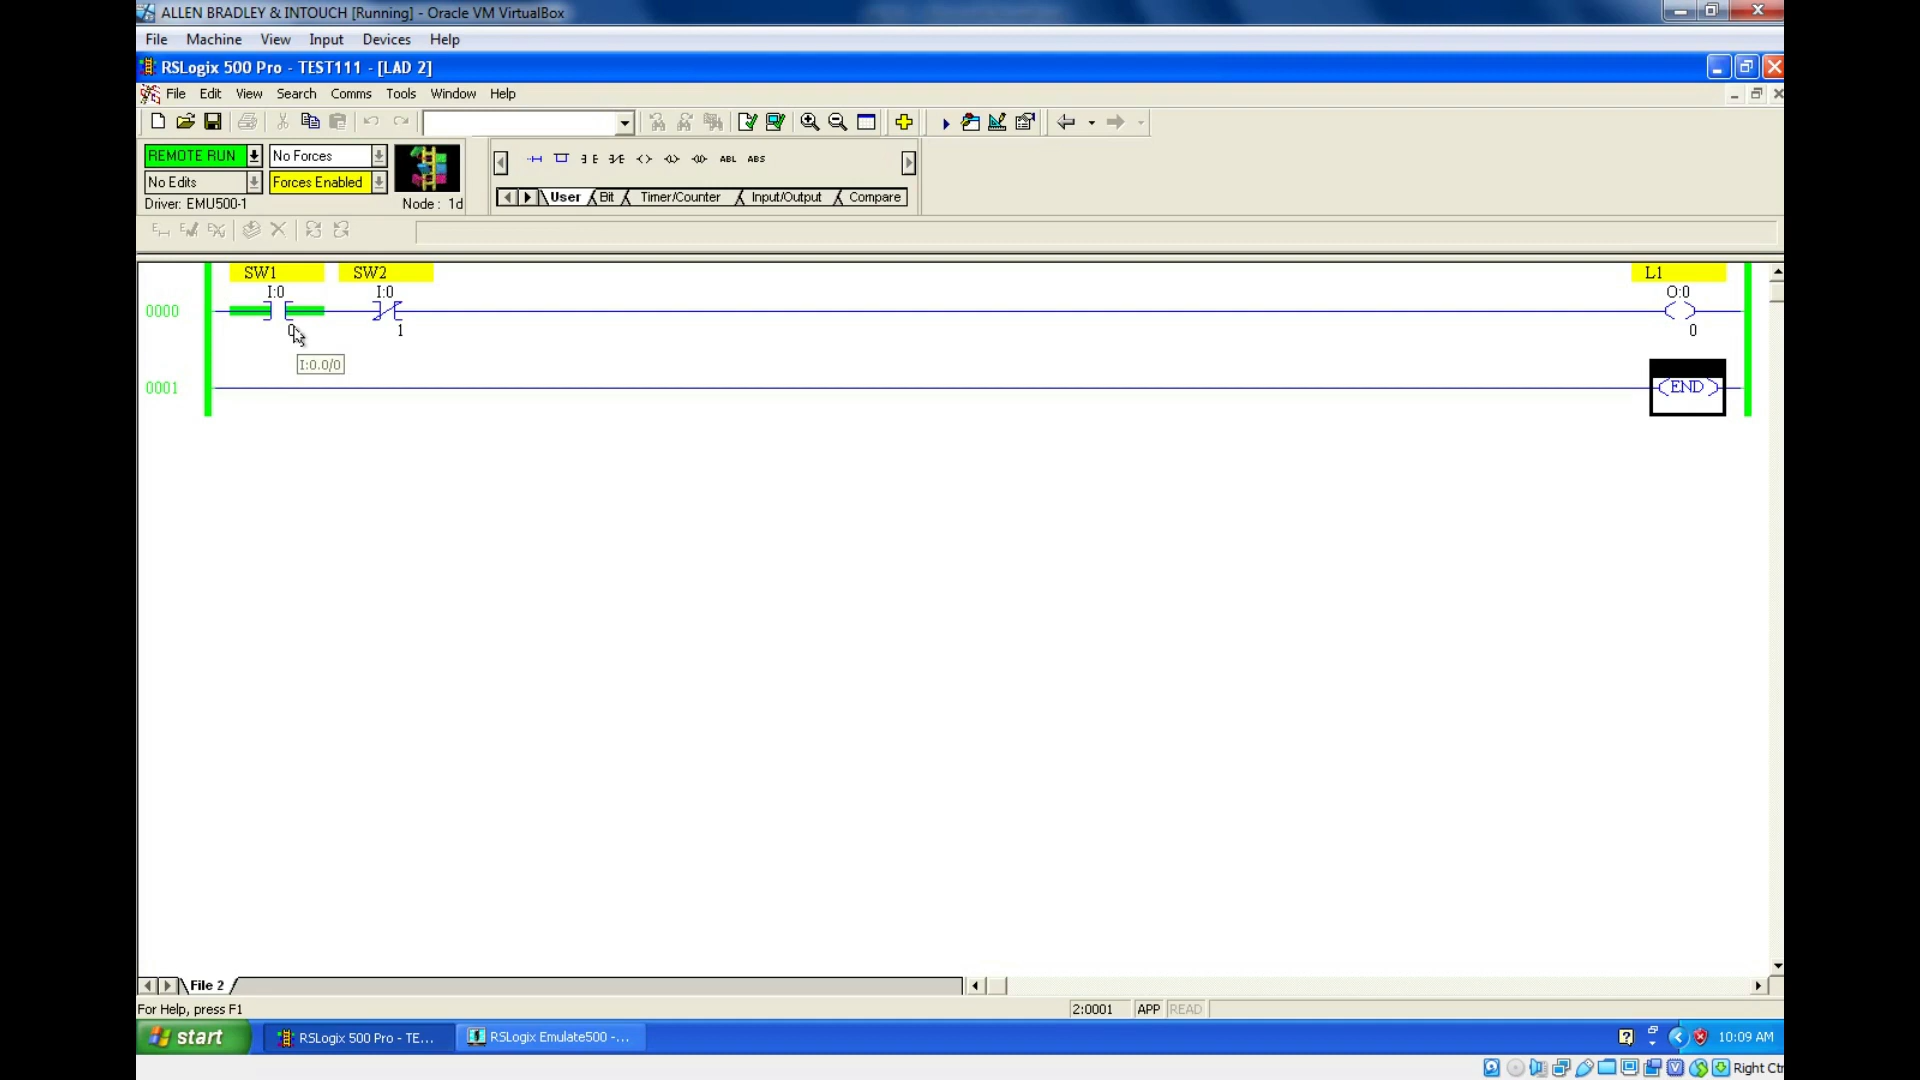 ALLEN BRADLEY & INTOUCH [Running] - Oracle VM VirtualBox
File Machine View Input Devices Help
RSLogix 500 Pro - TEST111 - [LAD 2]
File Edit View Search Comms Tools Window Help
REMOTE RUN No Forces
No Edits Forces Enabled
Driver: EMU500-1 Node : 1d
ABL ABS
User Bit Timer/Counter Input/Output Compare
SW1 SW2 L1
I:0 I:0 O:0
0000
0 1 0
I:0.0/0
0001 END
File 2
For Help, press F1 2:0001 APP READ
start RSLogix 500 Pro - TE... RSLogix Emulate500 -... 10:09 AM
Right Ctr